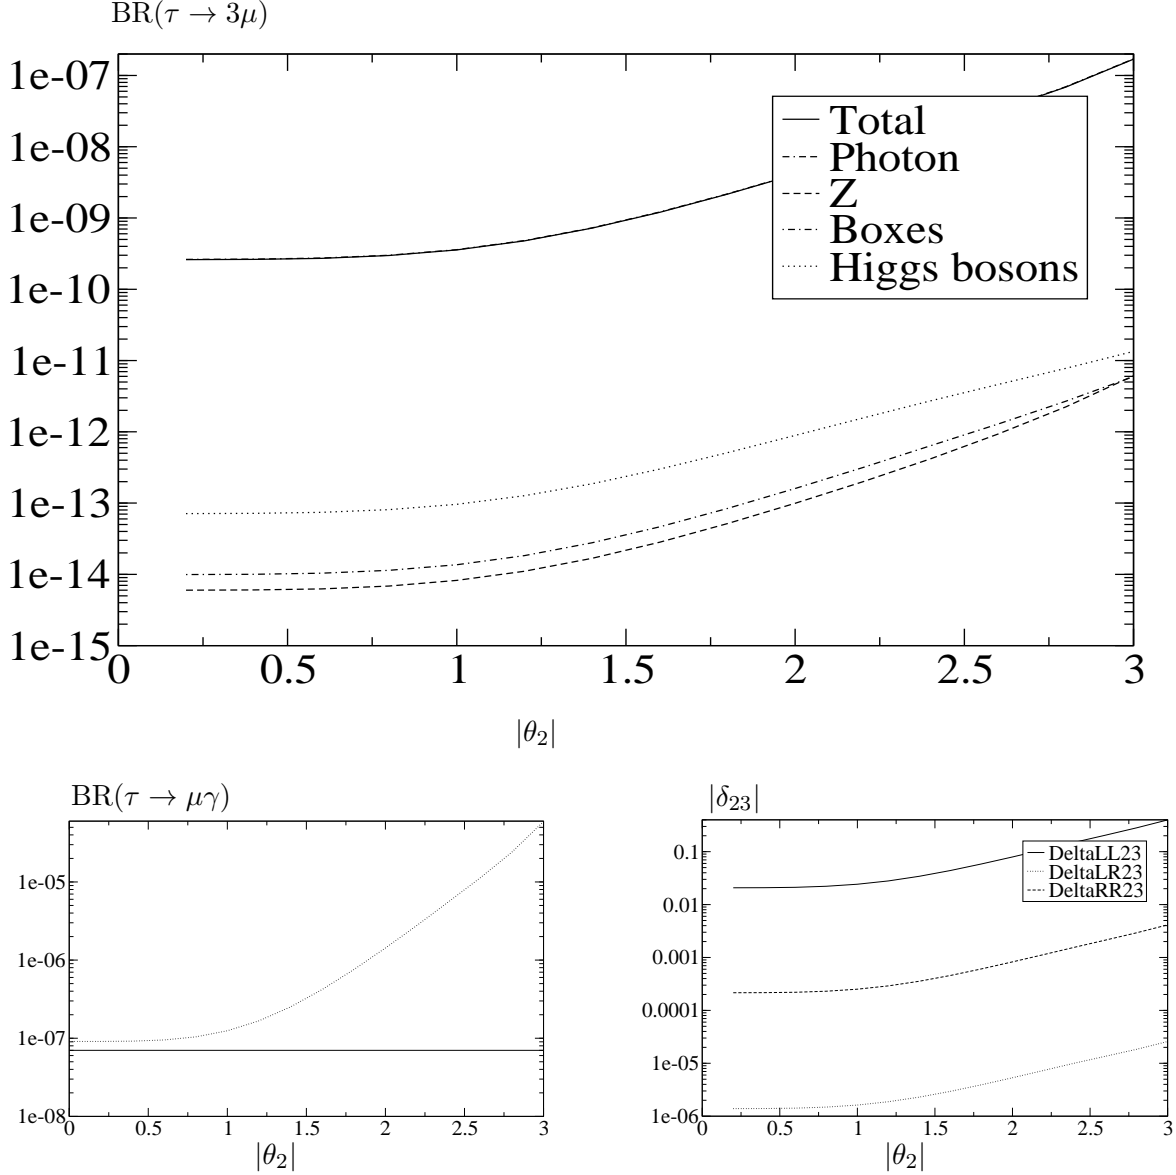 BR(τ → 3μ)
1e-07
1e-08
1e-09
1e-10
1e-11
1e-12
1e-13
1e-14
1e-15
Total
Photon
Z
Boxes
Higgs bosons
0 0.5 1 1.5 2 2.5 3
|θ₂|
BR(τ → μγ)
1e-05
1e-06
1e-07
1e-08
0 0.5 1 1.5 2 2.5 3
|θ₂|
|δ₂₃|
0.1
0.01
0.001
0.0001
1e-05
1e-06
DeltaLL23
DeltaLR23
DeltaRR23
0 0.5 1 1.5 2 2.5 3
|θ₂|